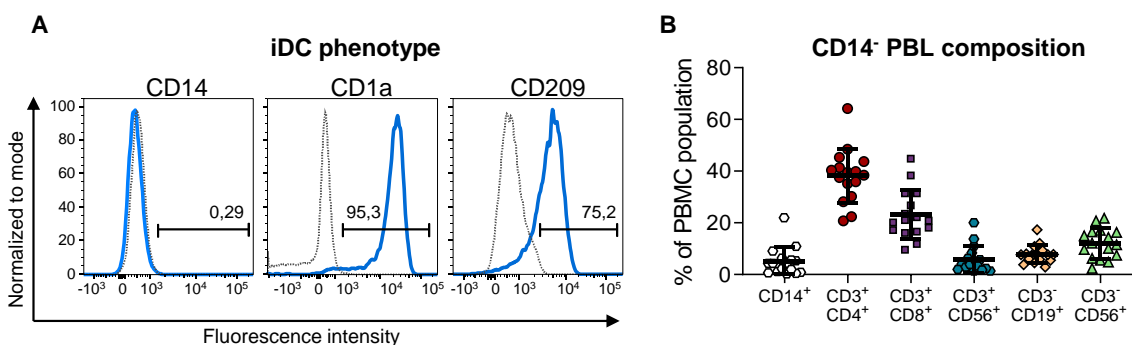 A
iDC phenotype
CD14 CD1a CD209
Normalized to mode
100
80
60
40
20
0
0,29
95,3
75,2
-10³ 0 10³ 10⁴ 10⁵
-10³ 0 10³ 10⁴ 10⁵
-10³ 0 10³ 10⁴ 10⁵
Fluorescence intensity
B
CD14⁻ PBL composition
% of PBMC population
80
60
40
20
0
CD14⁺ CD3⁺ CD3⁺ CD3⁺ CD3⁻ CD3⁻
CD4⁺ CD8⁺ CD56⁺ CD19⁺ CD56⁺